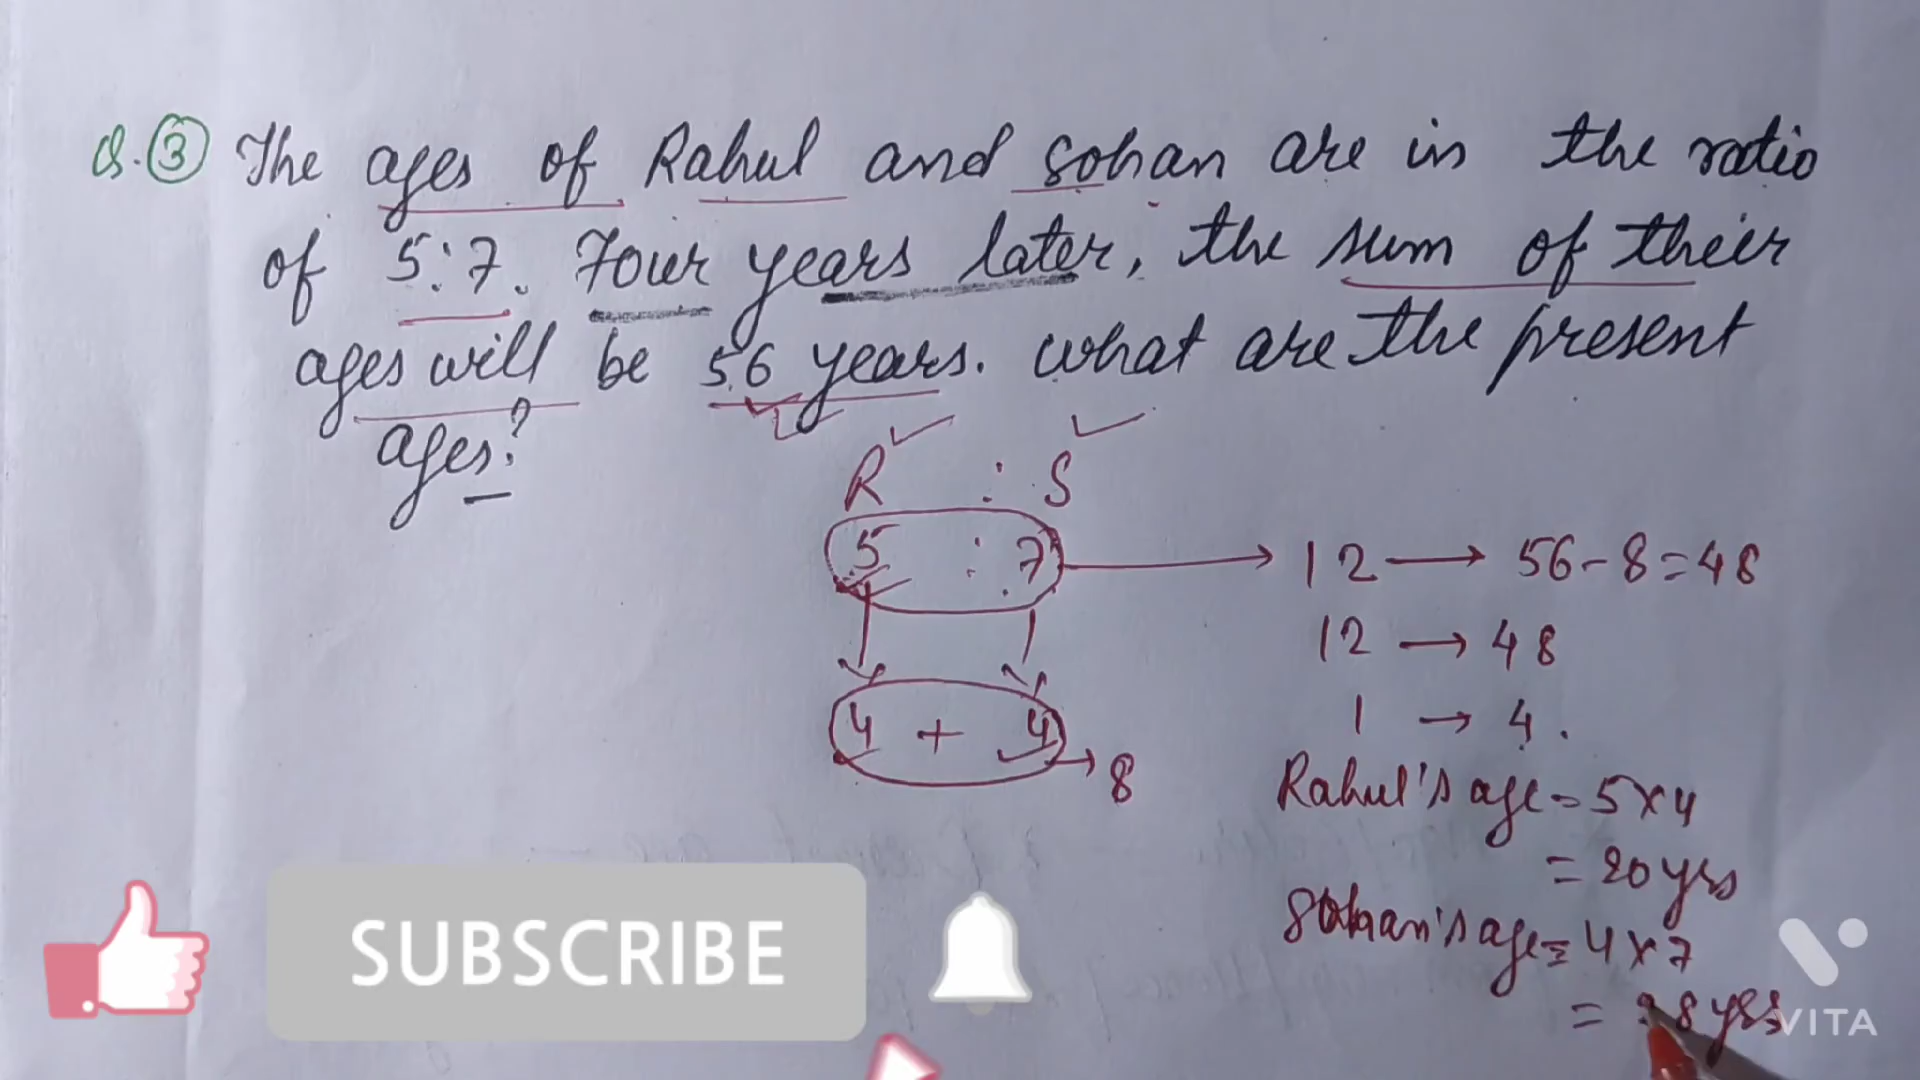 Q.③ The ages of Rahul and Sohan are in the ratio
of 5:7. Four years later, the sum of their
ages will be 56 years. what are the present
ages?
R : S
5 : 7 → 12 → 56-8=48
12 → 48
1 → 4.
4 + 4 → 8
Rahul's age = 5×4
= 20 yrs
Sohan's age = 4×7
= 28 yrs
SUBSCRIBE
VITA